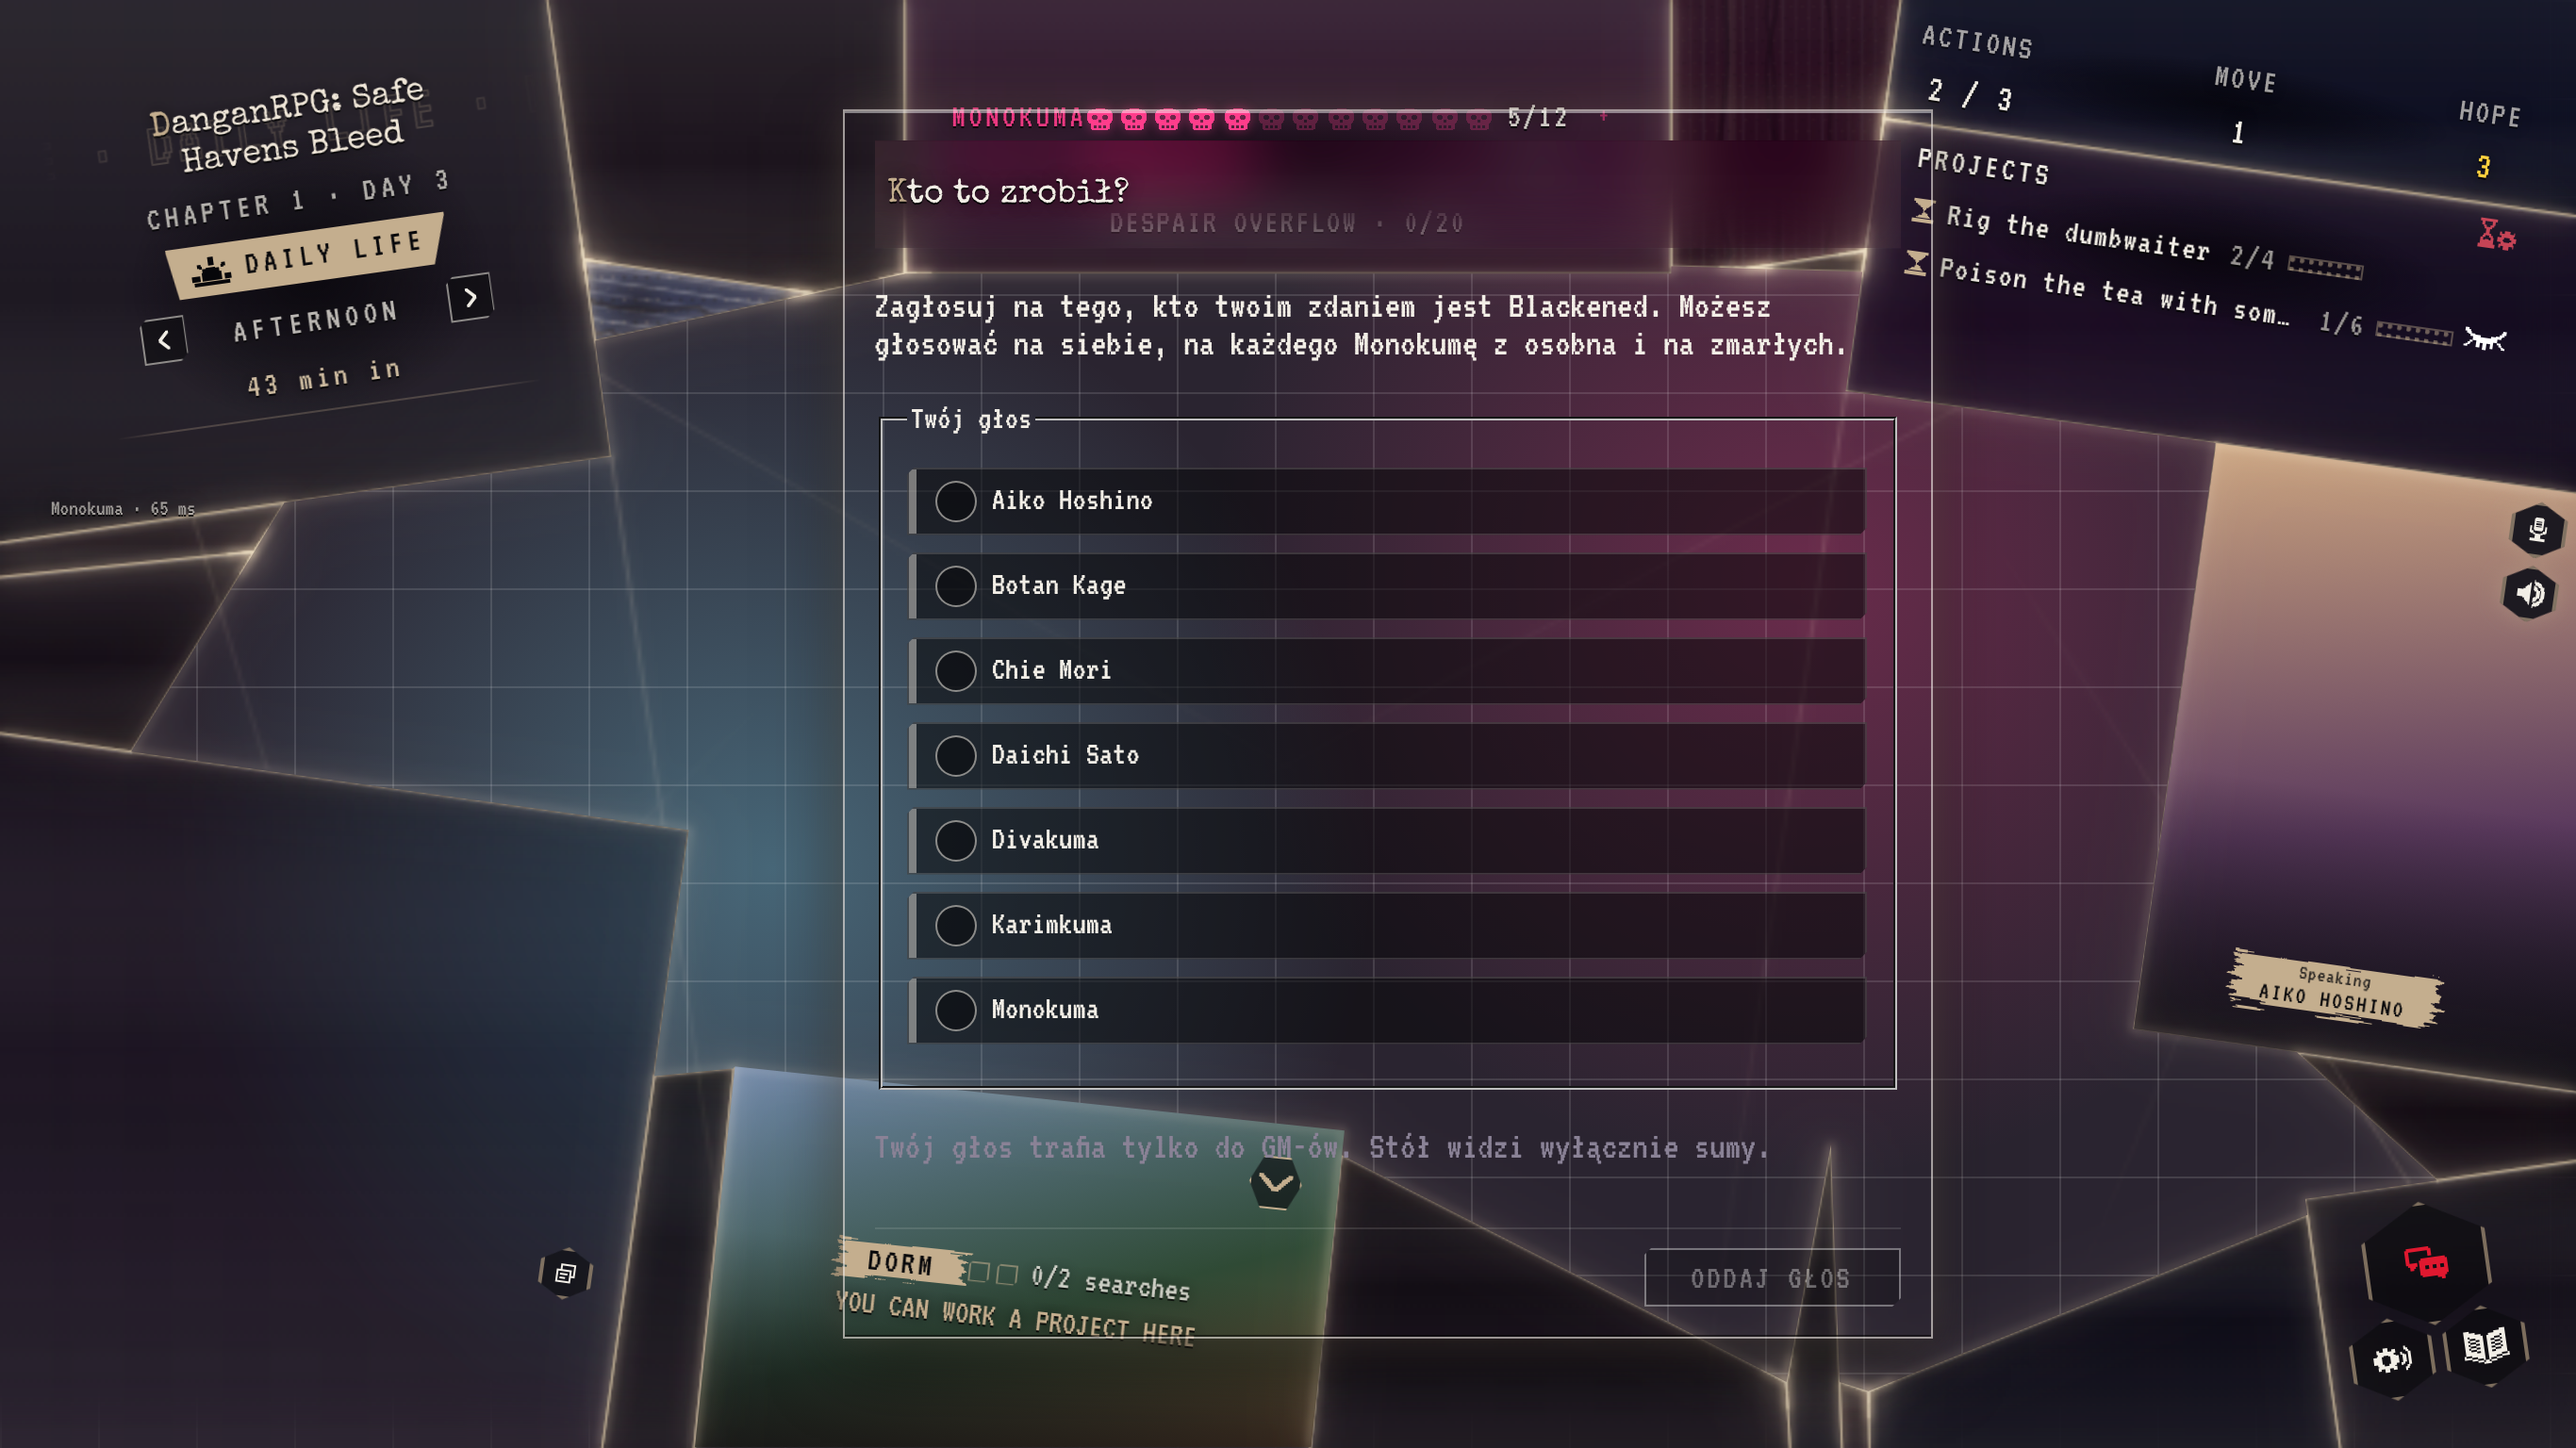 DanganRPG: Safe
Havens Bleed
CHAPTER 1 · DAY 3
DAILY LIFE
AFTERNOON
43 min in
Monokuma · 65 ms
MONOKUMA 5/12 +
Kto to zrobił?
DESPAIR OVERFLOW · 0/20
Zagłosuj na tego, kto twoim zdaniem jest Blackened. Możesz
głosować na siebie, na każdego Monokumę z osobna i na zmarłych.
Twój głos
Aiko Hoshino
Botan Kage
Chie Mori
Daichi Sato
Divakuma
Karimkuma
Monokuma
Twój głos trafia tylko do GM-ów. Stół widzi wyłącznie sumy.
ODDAJ GŁOS
DORM 0/2 searches
YOU CAN WORK A PROJECT HERE
ACTIONS
2 / 3
MOVE
1
HOPE
3
PROJECTS
Rig the dumbwaiter 2/4
Poison the tea with som… 1/6
Speaking
AIKO HOSHINO